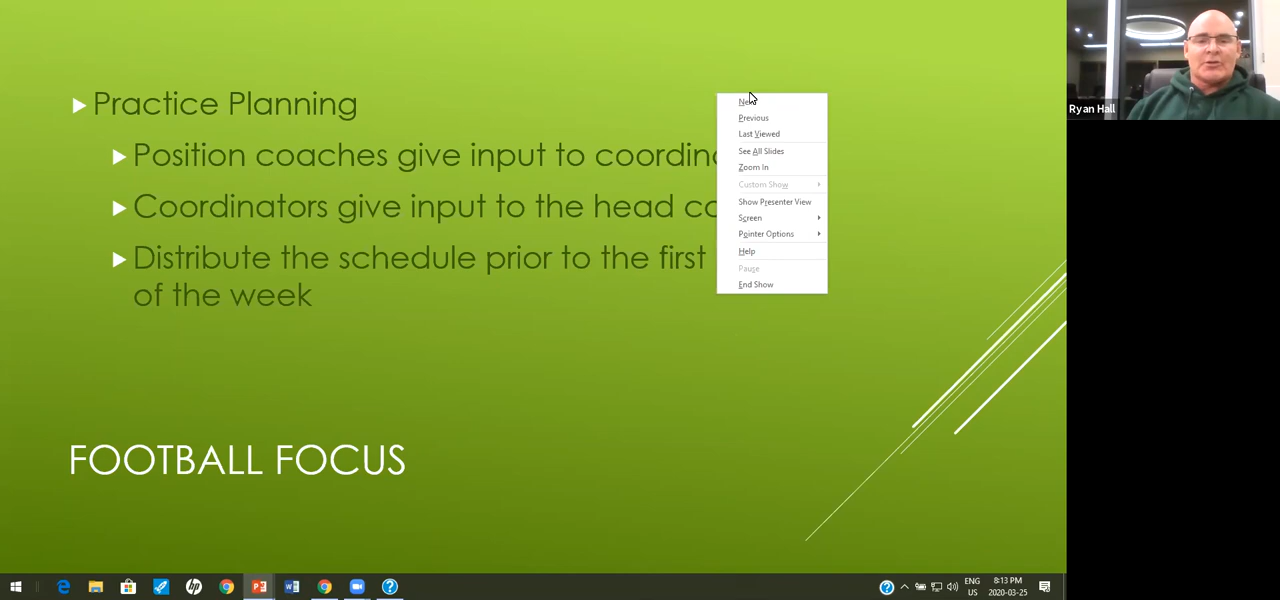 Practice Planning
Position coaches give input to
Coordinators give input to the head
Distribute the schedule prior to the first
of the week
FOOTBALL FOCUS
Previous
Last Viewed
See All Slides
Zoom In
Custom Show
Show Presenter View
Screen
Pointer Options
Help
Pause
End Show
Ryan Hall
ENG
US
8:13 PM
2020-03-25